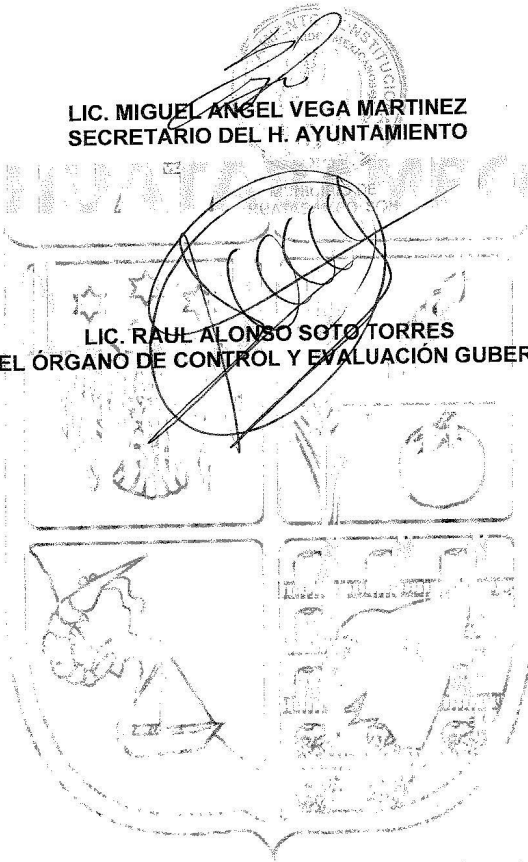 LIC. MIGUEL ANGEL VEGA MARTINEZ
SECRETARIO DEL H. AYUNTAMIENTO
LIC. RAUL ALONSO SOTO TORRES
EL ÓRGANO DE CONTROL Y EVALUACIÓN GUBER